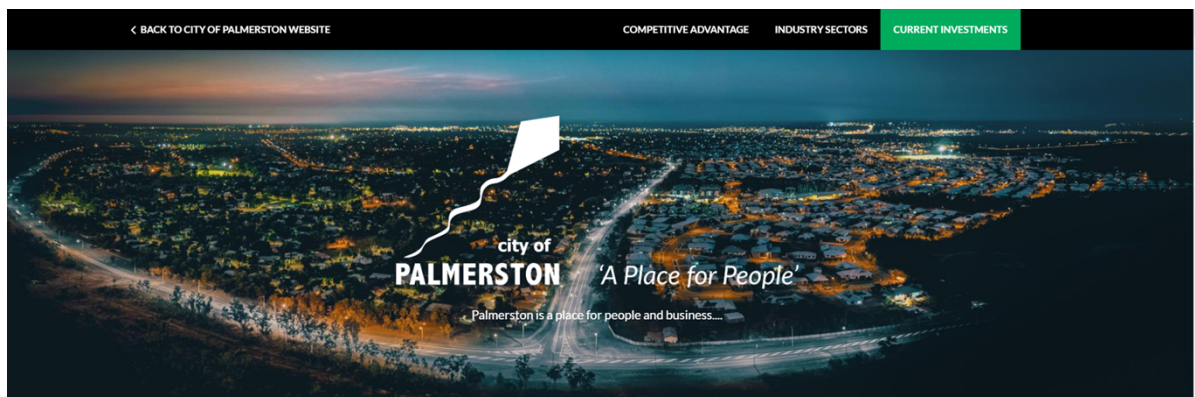 < BACK TO CITY OF PALMERSTON WEBSITE
COMPETITIVE ADVANTAGE
INDUSTRY SECTORS
CURRENT INVESTMENTS
city of
PALMERSTON
'A Place for People'
Palmerston is a place for people and business....